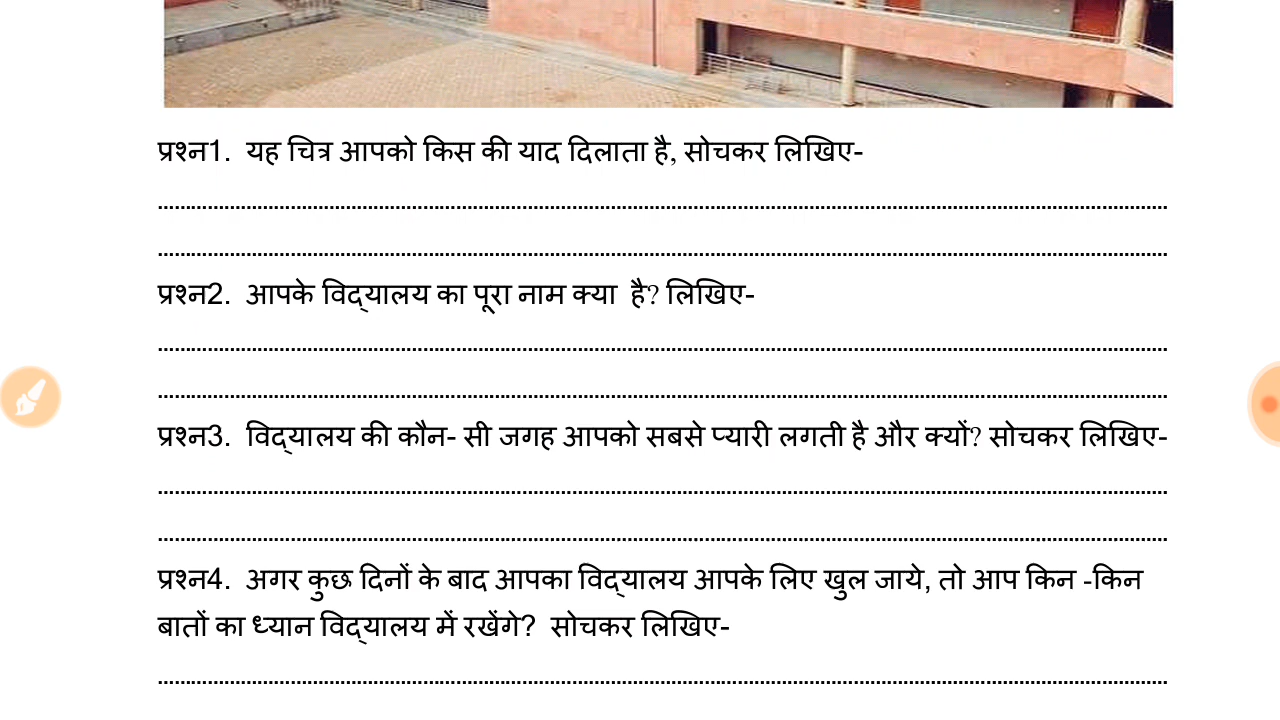 प्रश्न1. यह चित्र आपको किस की याद दिलाता है, सोचकर लिखिए-
प्रश्न2. आपके विद्यालय का पूरा नाम क्या है? लिखिए-
प्रश्न3. विद्यालय की कौन- सी जगह आपको सबसे प्यारी लगती है और क्यों? सोचकर लिखिए-
प्रश्न4. अगर कुछ दिनों के बाद आपका विद्यालय आपके लिए खुल जाये, तो आप किन -किन
बातों का ध्यान विद्यालय में रखेंगे? सोचकर लिखिए-